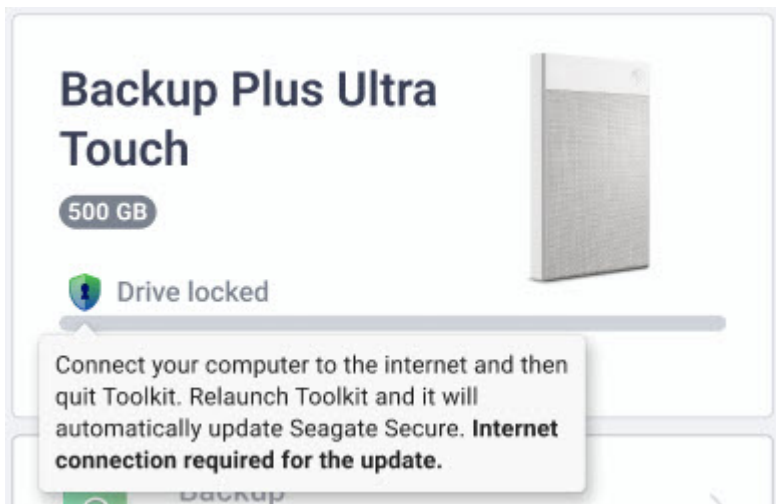 Backup Plus Ultra
Touch
500 GB
Drive locked
Connect your computer to the internet and then
quit Toolkit. Relaunch Toolkit and it will
automatically update Seagate Secure. Internet
connection required for the update.
Backup